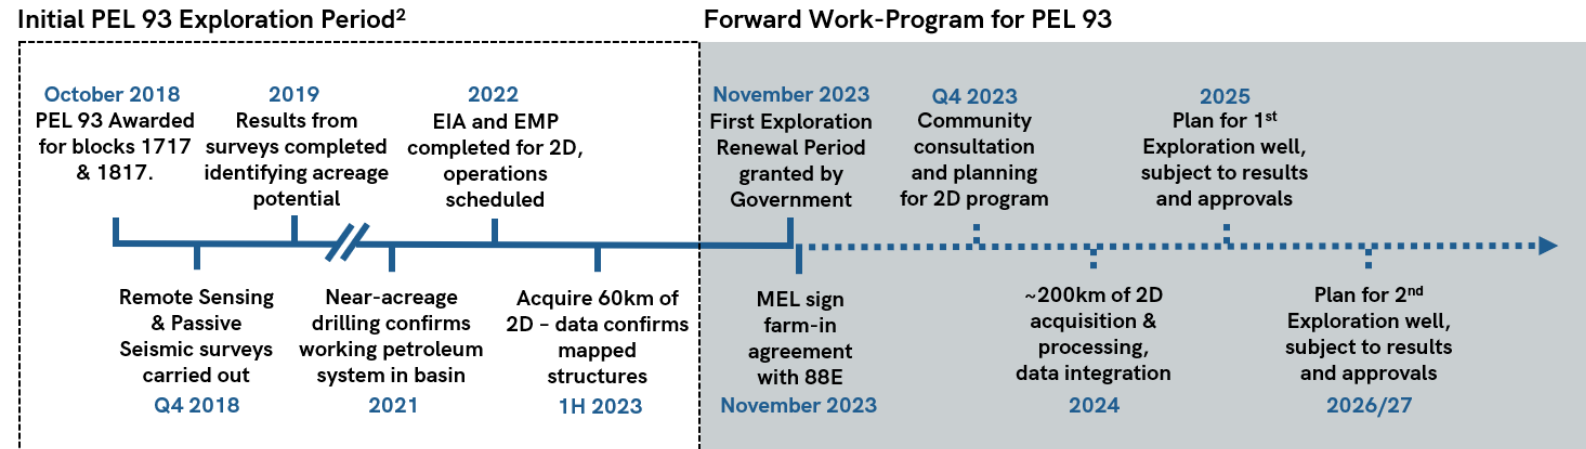 Initial PEL 93 Exploration Period²
Forward Work-Program for PEL 93
October 2018
PEL 93 Awarded
for blocks 1717
& 1817.
2019
Results from
surveys completed
identifying acreage
potential
2022
EIA and EMP
completed for 2D,
operations
scheduled
November 2023
First Exploration
Renewal Period
granted by
Government
Q4 2023
Community
consultation
and planning
for 2D program
2025
Plan for 1st
Exploration well,
subject to results
and approvals
Remote Sensing
& Passive
Seismic surveys
carried out
Q4 2018
Near-acreage
drilling confirms
working petroleum
system in basin
2021
Acquire 60km of
2D – data confirms
mapped
structures
1H 2023
MEL sign
farm-in
agreement
with 88E
November 2023
~200km of 2D
acquisition &
processing,
data integration
2024
Plan for 2nd
Exploration well,
subject to results
and approvals
2026/27